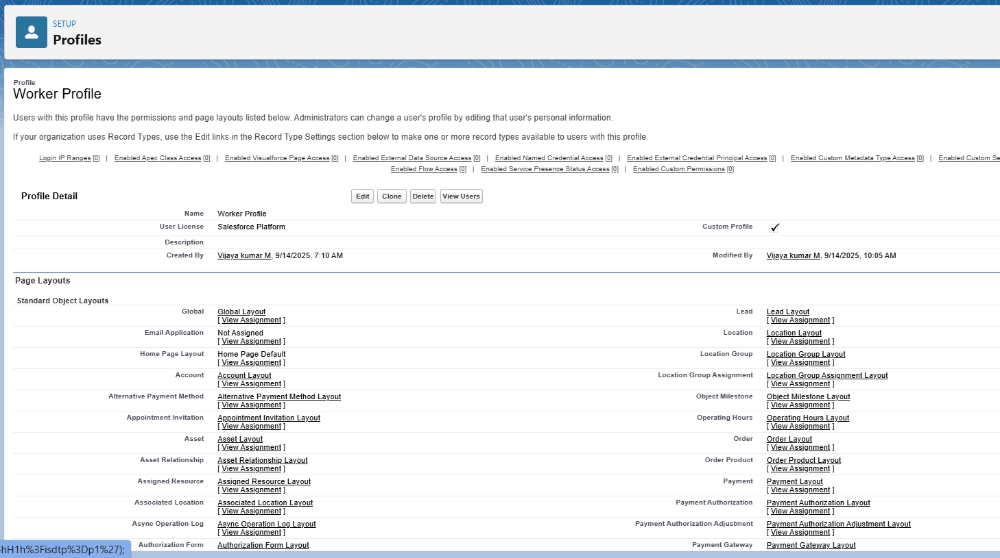 SETUP
Profiles
Profile
Worker Profile
Users with this profile have the permissions and page layouts listed below. Administrators can change a user's profile by editing that user's personal information.
If your organization uses Record Types, use the Edit links in the Record Type Settings section below to make one or more record types available to users with this profile.
Login IP Ranges [0] | Enabled Apex Class Access [0] | Enabled Visualforce Page Access [0] | Enabled External Data Source Access [0] | Enabled Named Credential Access [0] | Enabled External Credential Principal Access [0] | Enabled Custom Metadata Type Access [0] | Enabled Custom Se
Enabled Flow Access [0] | Enabled Service Presence Status Access [0] | Enabled Custom Permissions [0]
Profile Detail Edit Clone Delete View Users
Name Worker Profile
User License Salesforce Platform Custom Profile ✓
Description
Created By Vijaya kumar M, 9/14/2025, 7:10 AM Modified By Vijaya kumar M, 9/14/2025, 10:05 AM
Page Layouts
Standard Object Layouts
Global Global Layout Lead Lead Layout
[ View Assignment ] [ View Assignment ]
Email Application Not Assigned Location Location Layout
[ View Assignment ] [ View Assignment ]
Home Page Layout Home Page Default Location Group Location Group Layout
[ View Assignment ] [ View Assignment ]
Account Account Layout Location Group Assignment Location Group Assignment Layout
[ View Assignment ] [ View Assignment ]
Alternative Payment Method Alternative Payment Method Layout Object Milestone Object Milestone Layout
[ View Assignment ] [ View Assignment ]
Appointment Invitation Appointment Invitation Layout Operating Hours Operating Hours Layout
[ View Assignment ] [ View Assignment ]
Asset Asset Layout Order Order Layout
[ View Assignment ] [ View Assignment ]
Asset Relationship Asset Relationship Layout Order Product Order Product Layout
[ View Assignment ] [ View Assignment ]
Assigned Resource Assigned Resource Layout Payment Payment Layout
[ View Assignment ] [ View Assignment ]
Associated Location Associated Location Layout Payment Authorization Payment Authorization Layout
[ View Assignment ] [ View Assignment ]
Async Operation Log Async Operation Log Layout Payment Authorization Adjustment Payment Authorization Adjustment Layout
[ View Assignment ] [ View Assignment ]
Authorization Form Authorization Form Layout Payment Gateway Payment Gateway Layout
hH1h%3Fisdtp%3Dp1%27);